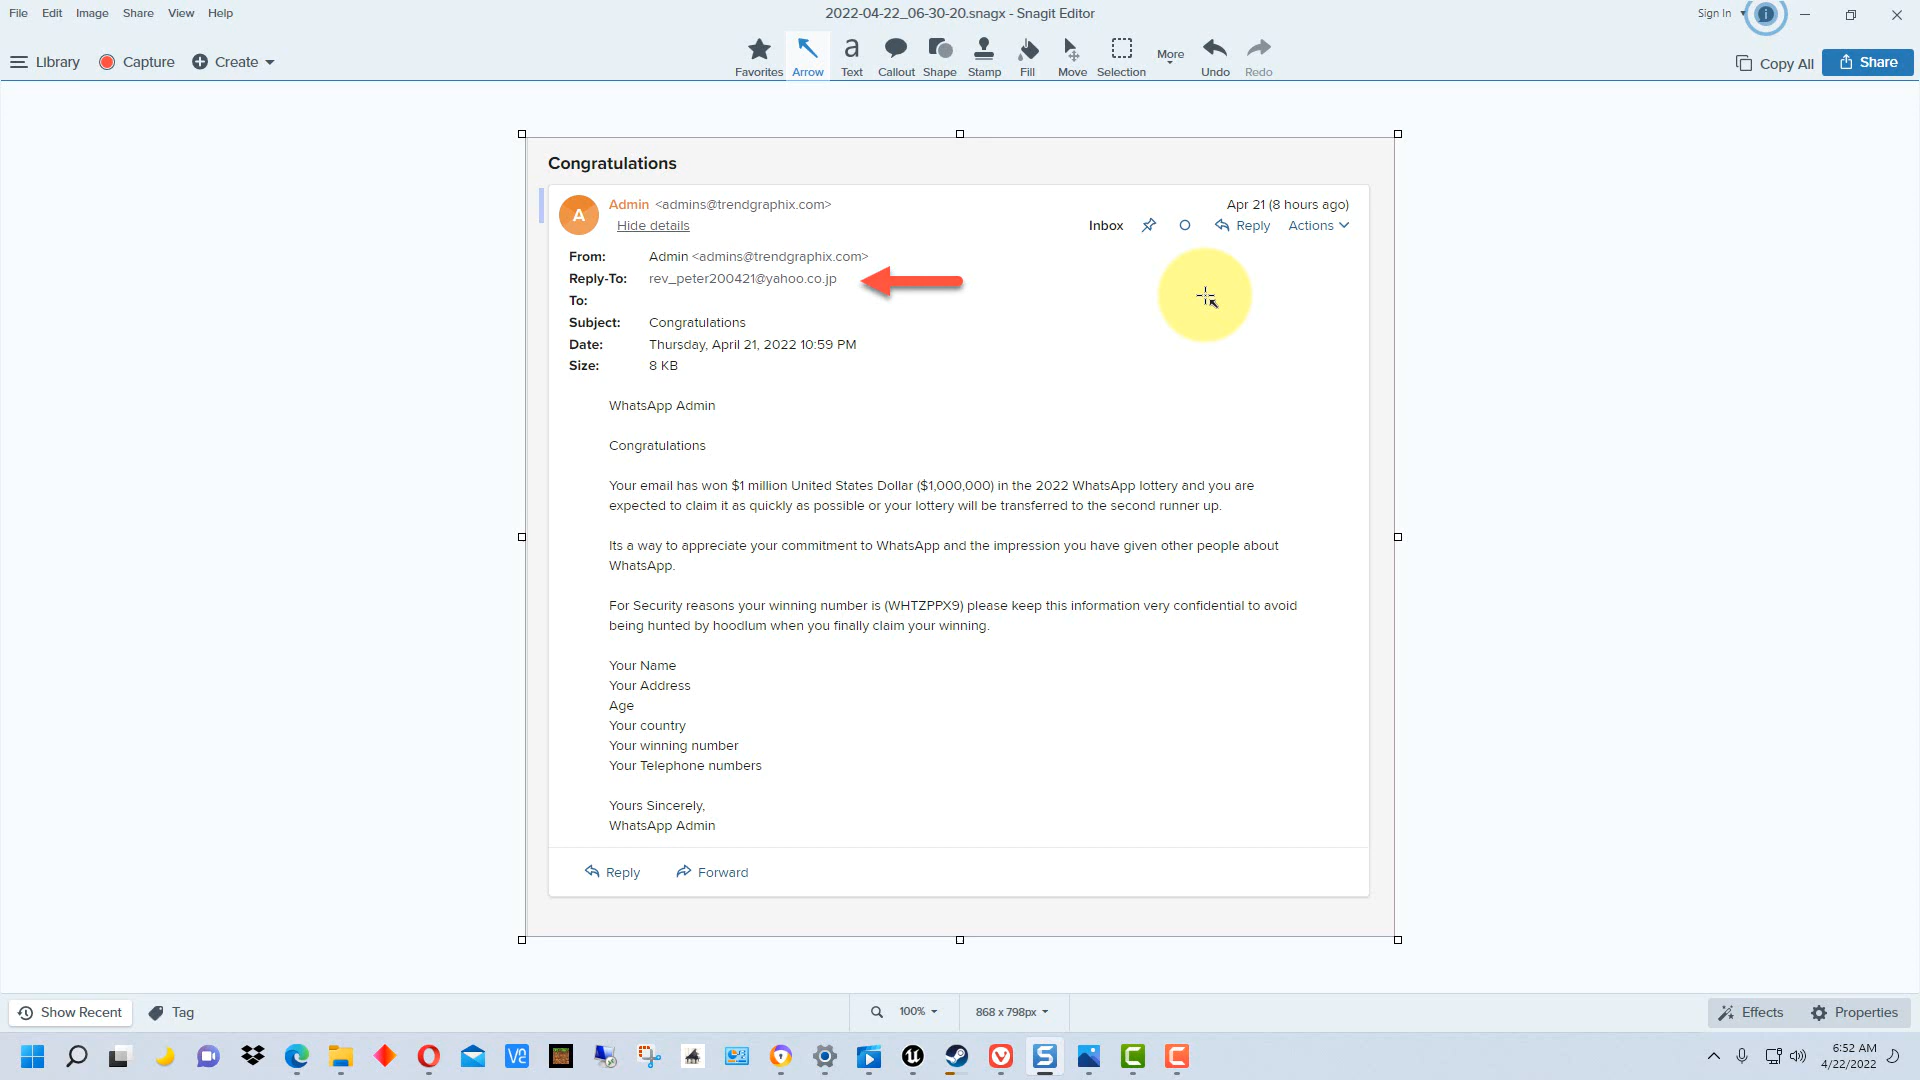 2022-04-22_06-30-20.snagx - Snagit Editor
File Edit Image Share View Help
Sign In
Library Capture Create
Favorites Arrow Text Callout Shape Stamp Fill Move Selection More Undo Redo
Copy All Share
Congratulations
A
Admin <admins@trendgraphix.com>
Apr 21 (8 hours ago)
Hide details
Inbox Reply Actions
From: Admin <admins@trendgraphix.com>
Reply-To: rev_peter200421@yahoo.co.jp
To:
Subject: Congratulations
Date: Thursday, April 21, 2022 10:59 PM
Size: 8 KB
WhatsApp Admin
Congratulations
Your email has won $1 million United States Dollar ($1,000,000) in the 2022 WhatsApp lottery and you are
expected to claim it as quickly as possible or your lottery will be transferred to the second runner up.
Its a way to appreciate your commitment to WhatsApp and the impression you have given other people about
WhatsApp.
For Security reasons your winning number is (WHTZPPX9) please keep this information very confidential to avoid
being hunted by hoodlum when you finally claim your winning.
Your Name
Your Address
Age
Your country
Your winning number
Your Telephone numbers
Yours Sincerely,
WhatsApp Admin
Reply Forward
Show Recent Tag
100%
868 x 798px
Effects Properties
6:52 AM
4/22/2022